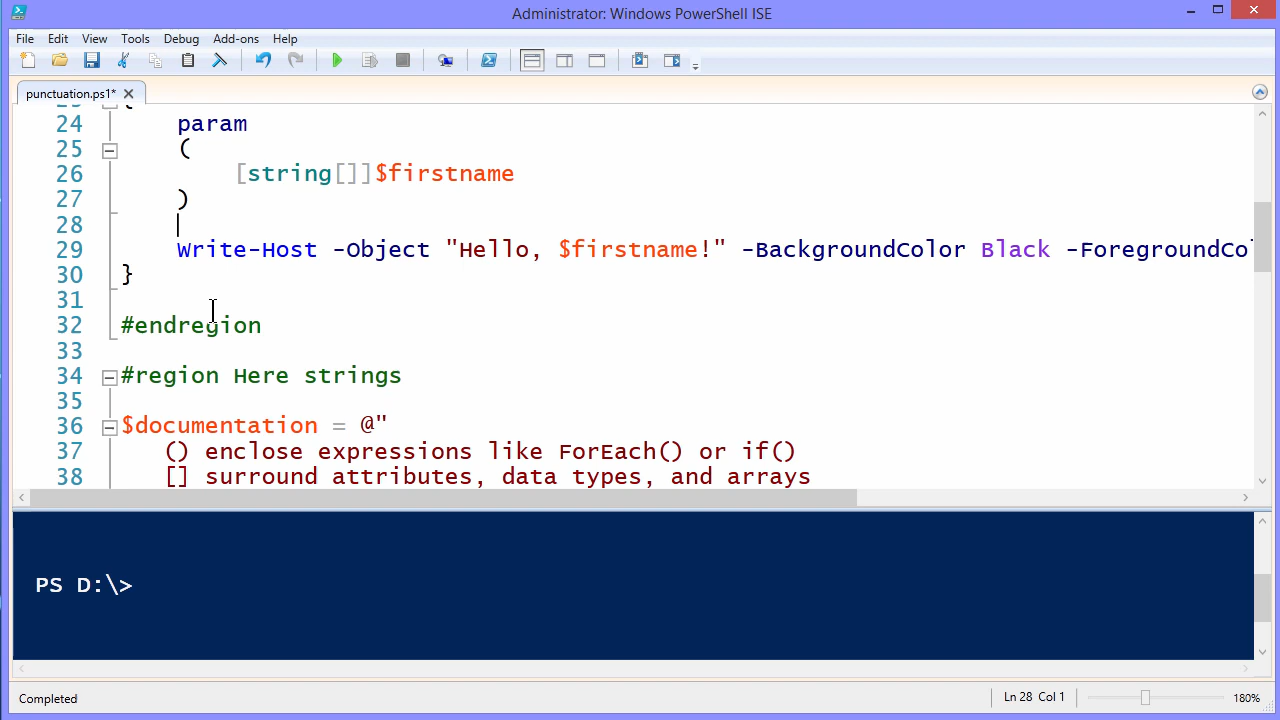 Administrator: Windows PowerShell ISE
File Edit View Tools Debug Add-ons Help
punctuation.ps1*
24 param
25 (
26 [string[]]$firstname
27 )
28
29 Write-Host -Object "Hello, $firstname!" -BackgroundColor Black -ForegroundCo
30 }
31
32 #endregion
33
34 #region Here strings
35
36 $documentation = @"
37 () enclose expressions like ForEach() or if()
38 [] surround attributes, data types, and arrays
PS D:\>
Completed Ln 28 Col 1 180%